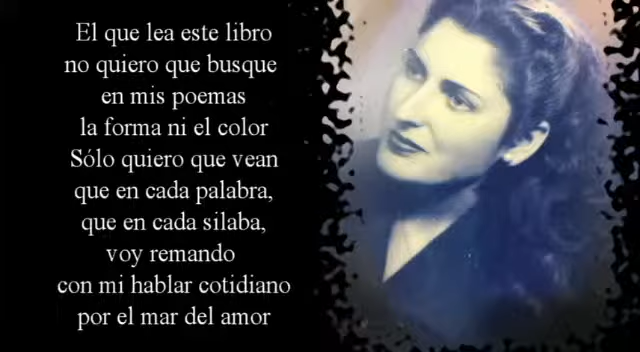 El que lea este libro
no quiero que busque
en mis poemas
la forma ni el color
Sólo quiero que vean
que en cada palabra,
que en cada silaba,
voy remando
con mi hablar cotidiano
por el mar del amor